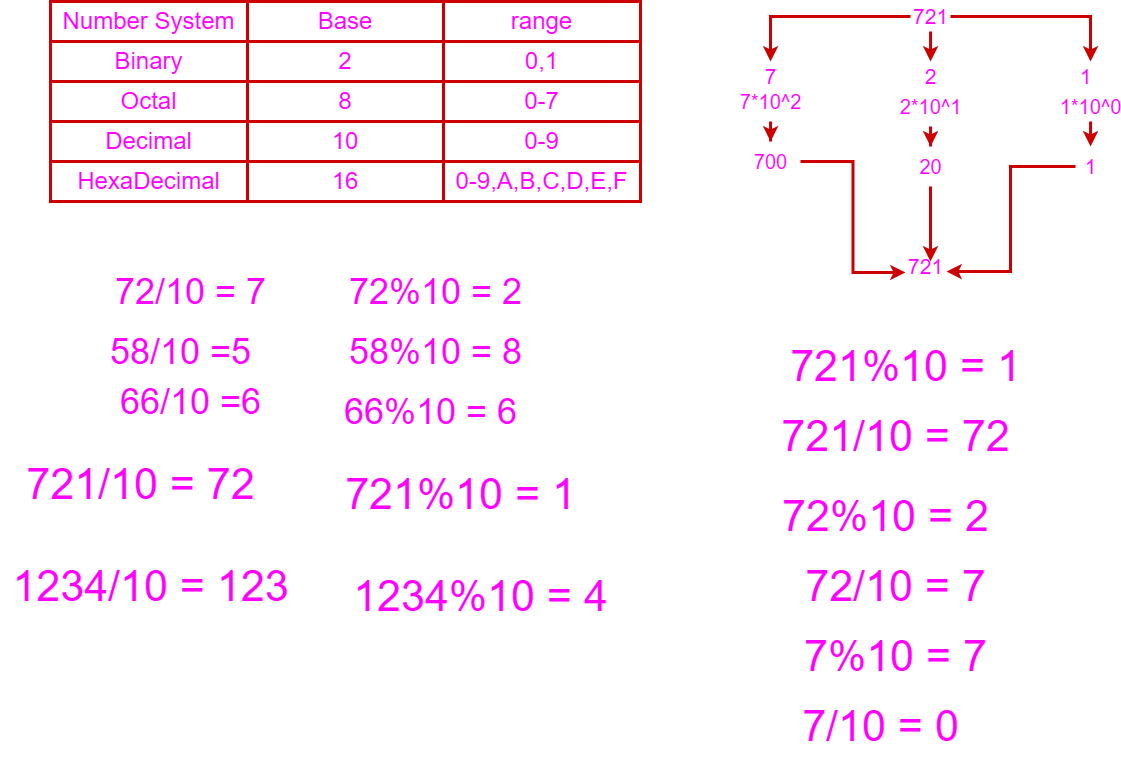 Number System Base range
Binary 2 0,1
Octal 8 0-7
Decimal 10 0-9
HexaDecimal 16 0-9,A,B,C,D,E,F
721
7 2 1
7*10^2 2*10^1 1*10^0
700 20 1
721
72/10 = 7 72%10 = 2
58/10 =5 58%10 = 8
66/10 =6 66%10 = 6
721/10 = 72 721%10 = 1
1234/10 = 123 1234%10 = 4
721%10 = 1
721/10 = 72
72%10 = 2
72/10 = 7
7%10 = 7
7/10 = 0